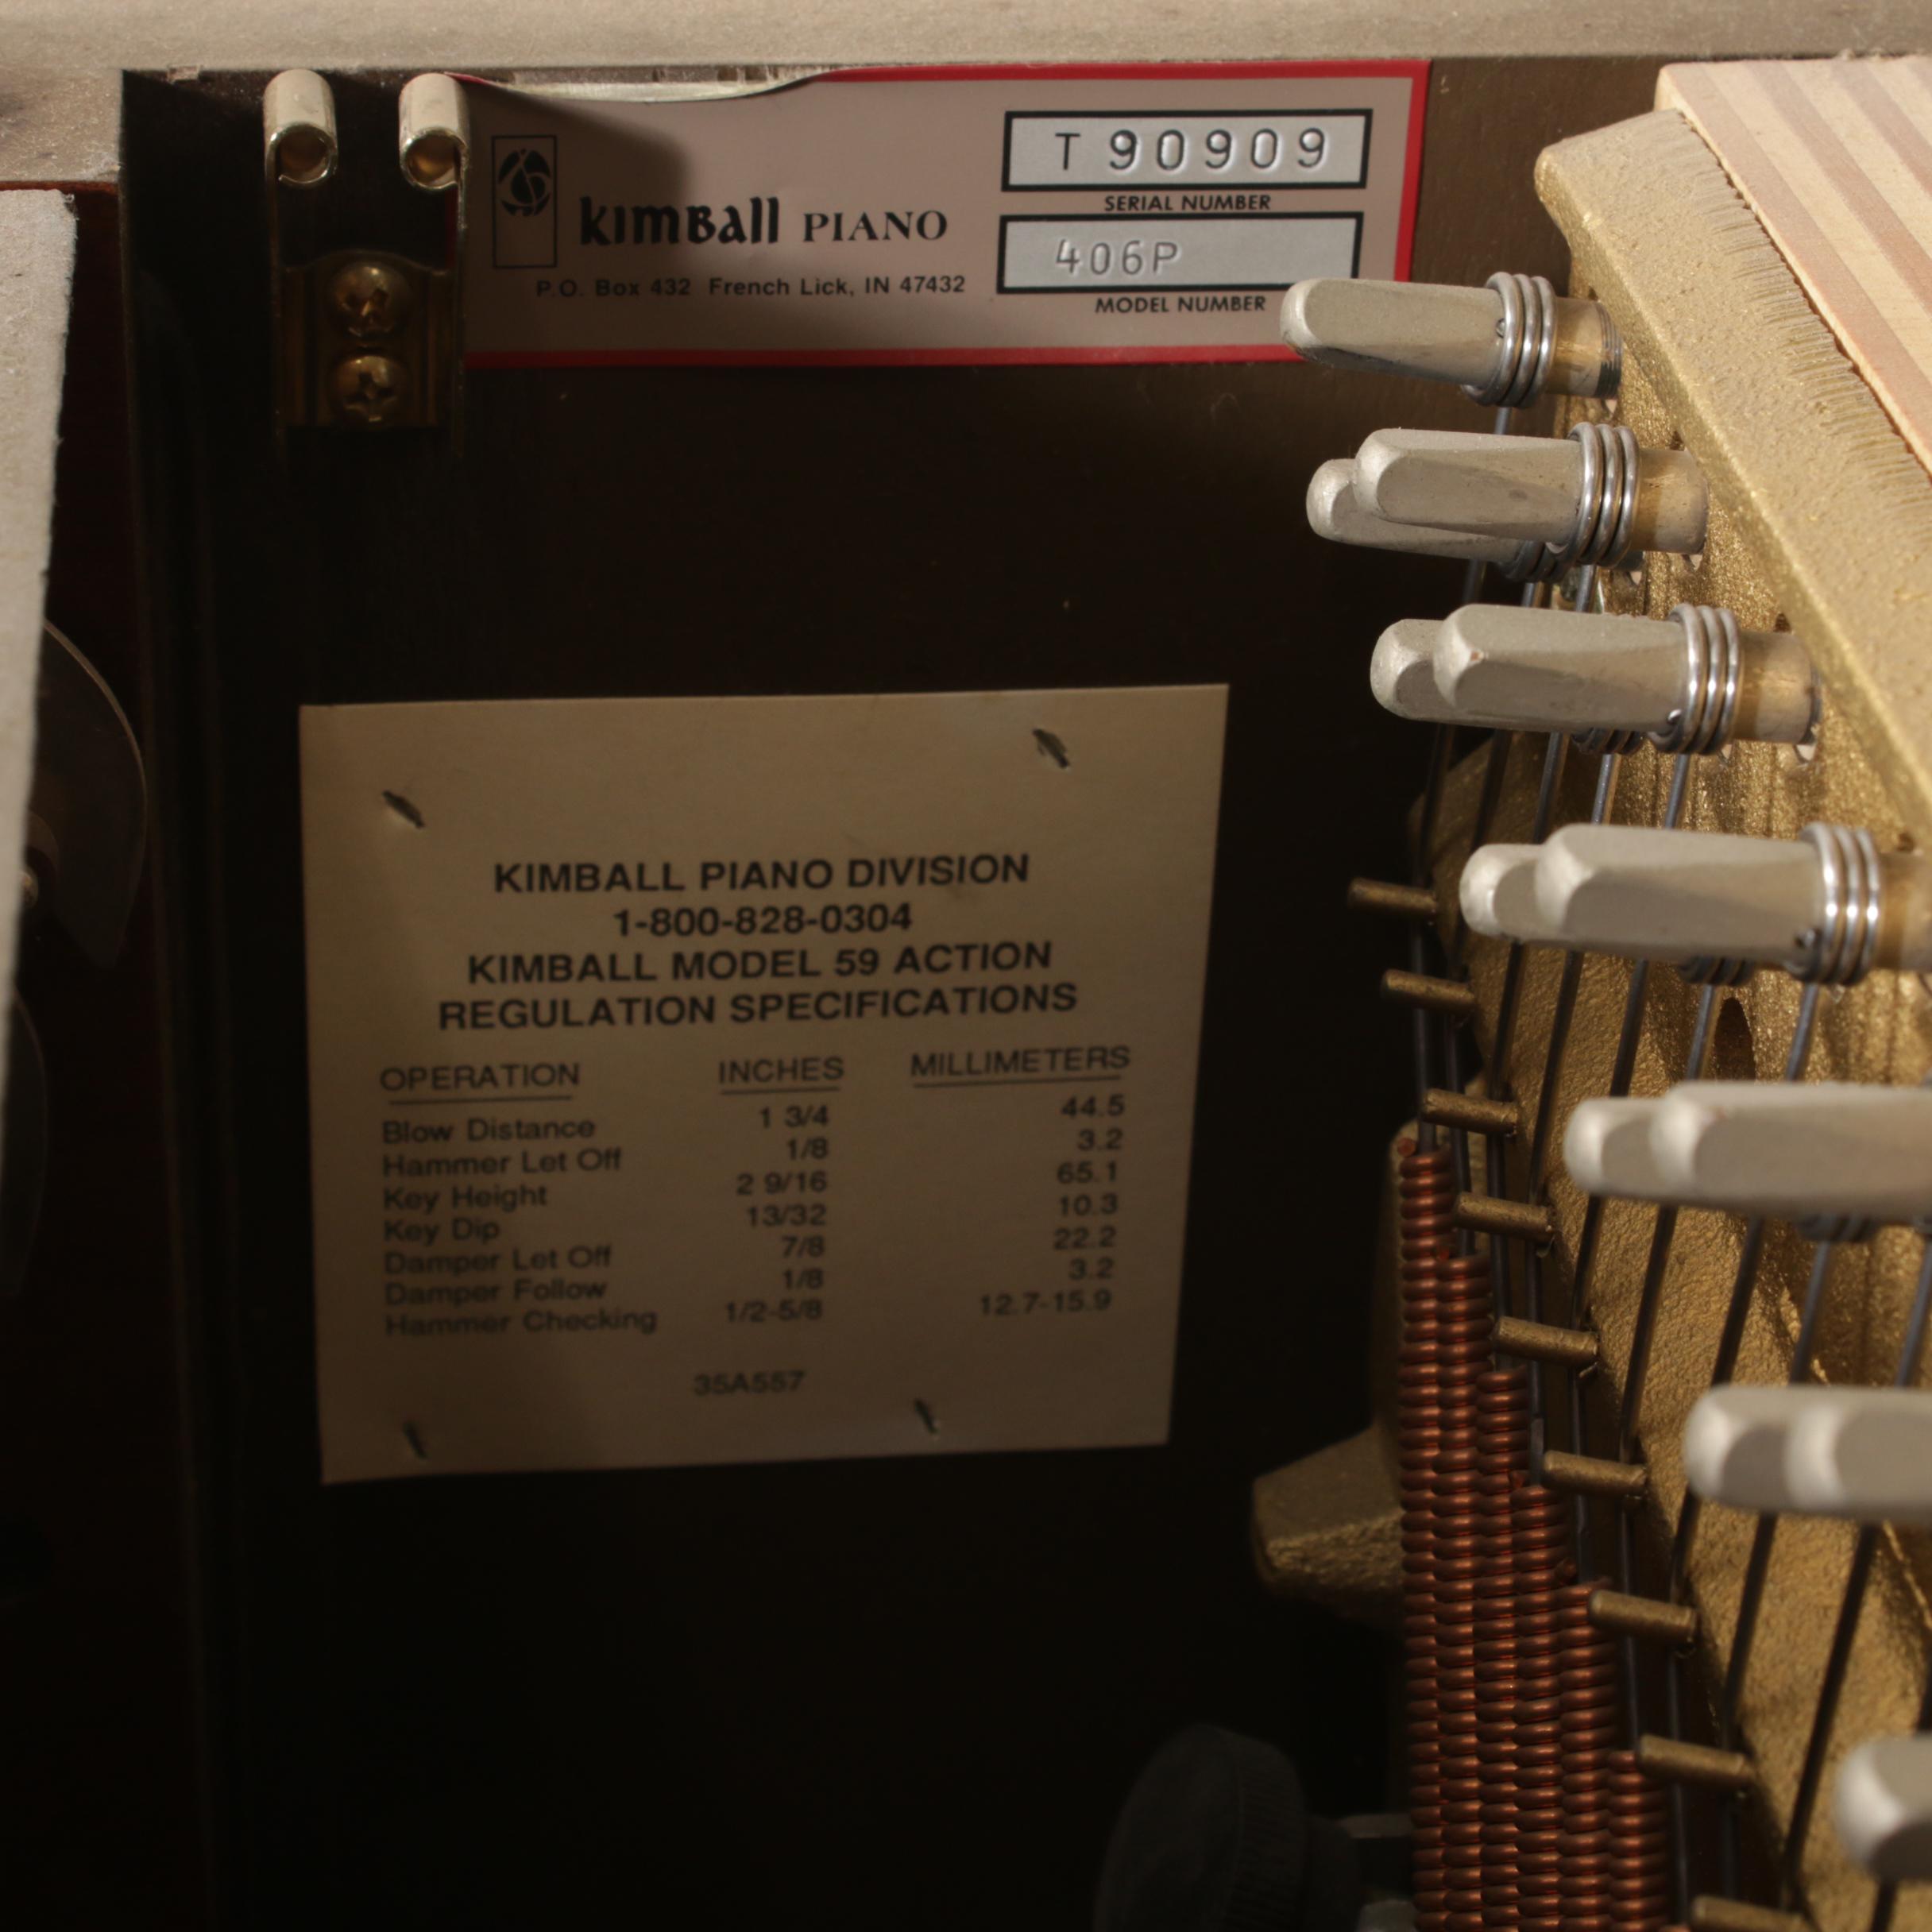 T 90909
SERIAL NUMBER
kimball PIANO
406P
P.O. Box 432 French Lick, IN 47432
MODEL NUMBER
KIMBALL PIANO DIVISION
1-800-828-0304
KIMBALL MODEL 59 ACTION
REGULATION SPECIFICATIONS
OPERATION INCHES MILLIMETERS
Blow Distance 1 3/4 44.5
Hammer Let Off 1/8 3.2
Key Height 2 9/16 65.1
Key Dip 13/32 10.3
Damper Let Off 7/8 22.2
Damper Follow 1/8 3.2
Hammer Checking 1/2-5/8 12.7-15.9
35A557